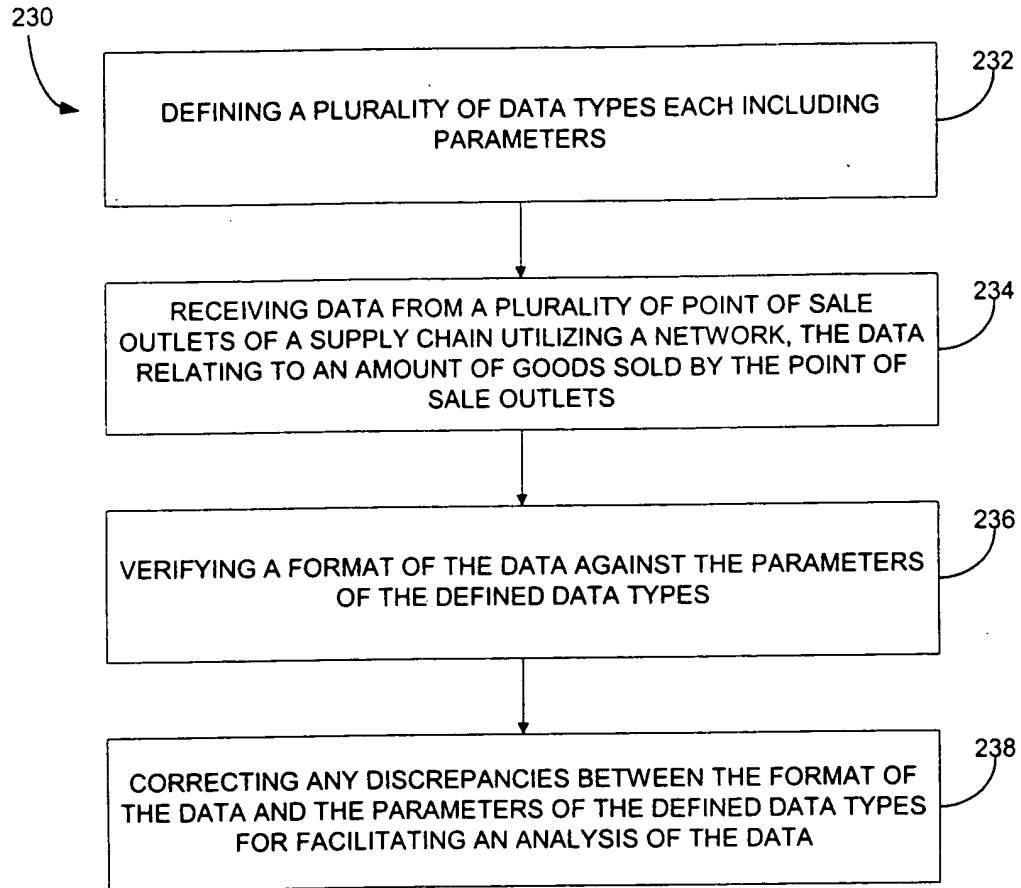 230
232
DEFINING A PLURALITY OF DATA TYPES EACH INCLUDING
PARAMETERS
234
RECEIVING DATA FROM A PLURALITY OF POINT OF SALE
OUTLETS OF A SUPPLY CHAIN UTILIZING A NETWORK, THE DATA
RELATING TO AN AMOUNT OF GOODS SOLD BY THE POINT OF
SALE OUTLETS
236
VERIFYING A FORMAT OF THE DATA AGAINST THE PARAMETERS
OF THE DEFINED DATA TYPES
238
CORRECTING ANY DISCREPANCIES BETWEEN THE FORMAT OF
THE DATA AND THE PARAMETERS OF THE DEFINED DATA TYPES
FOR FACILITATING AN ANALYSIS OF THE DATA